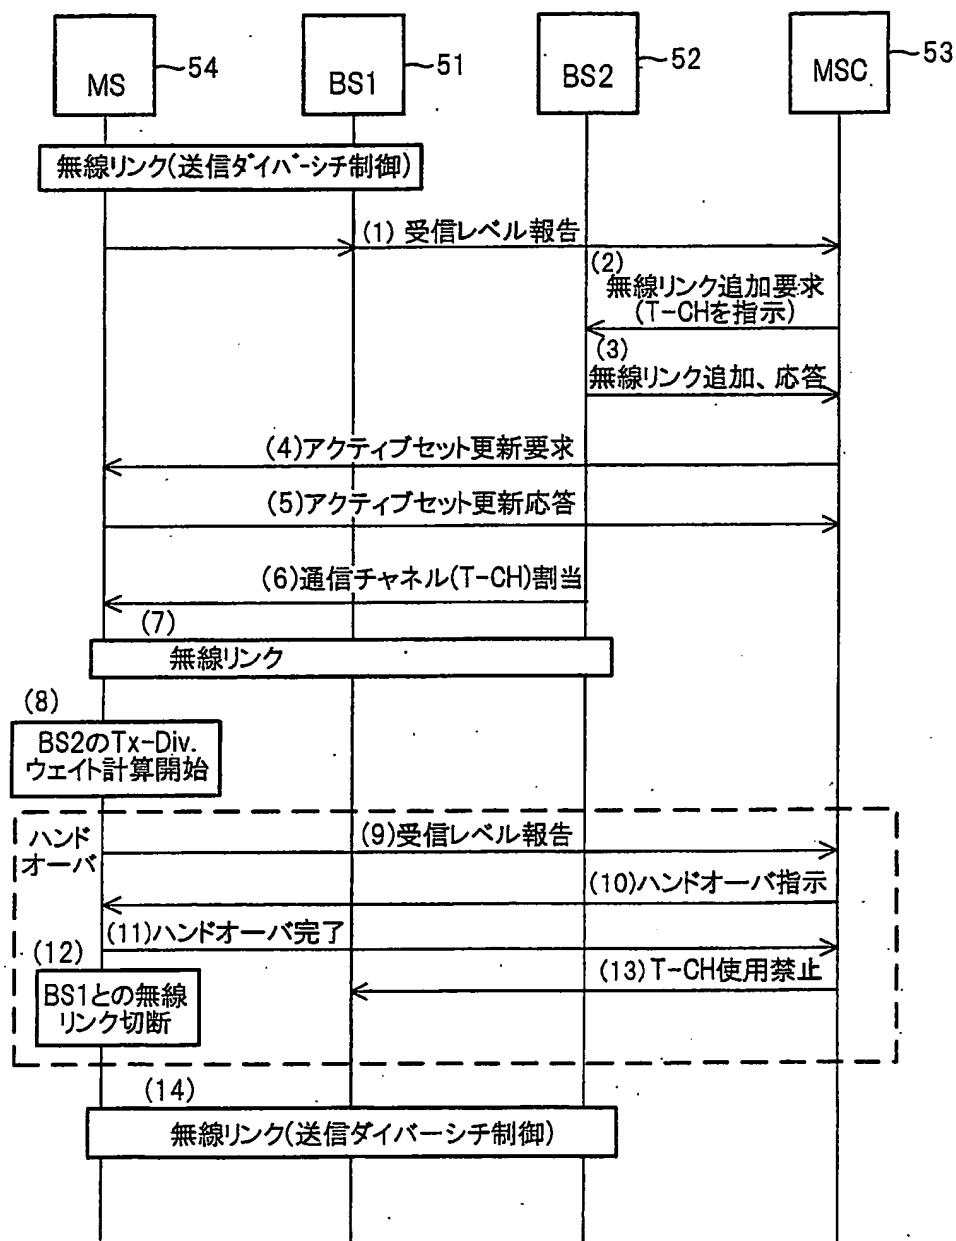 MS
54
BS1
51
BS2
52
MSC
53
無線リンク(送信ダイバーシチ制御)
(1) 受信レベル報告
(2)
無線リンク追加要求
(T-CHを指示)
(3)
無線リンク追加、応答
(4)アクティブセット更新要求
(5)アクティブセット更新応答
(6)通信チャネル(T-CH)割当
(7)
無線リンク
(8)
BS2のTx-Div.
ウェイト計算開始
ハンド
オーバ
(9)受信レベル報告
(10)ハンドオーバ指示
(11)ハンドオーバ完了
(12)
(13)T-CH使用禁止
BS1との無線
リンク切断
(14)
無線リンク(送信ダイバーシチ制御)